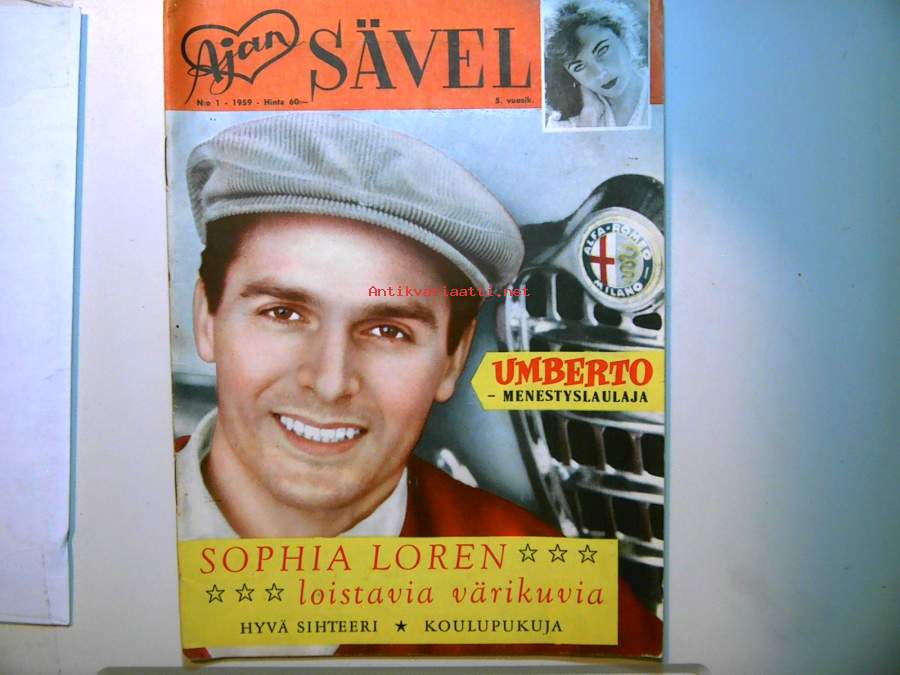 Ajan SÄVEL
N:o 1 - 1959 - Hinta 60:—
5. vuosik.
ALFA-ROMEO
MILANO
Antikvariaatti.net
UMBERTO
- MENESTYSLAULAJA
SOPHIA LOREN ☆ ☆ ☆
☆ ☆ ☆ loistavia värikuvia
HYVÄ SIHTEERI ★ KOULUPUKUJA